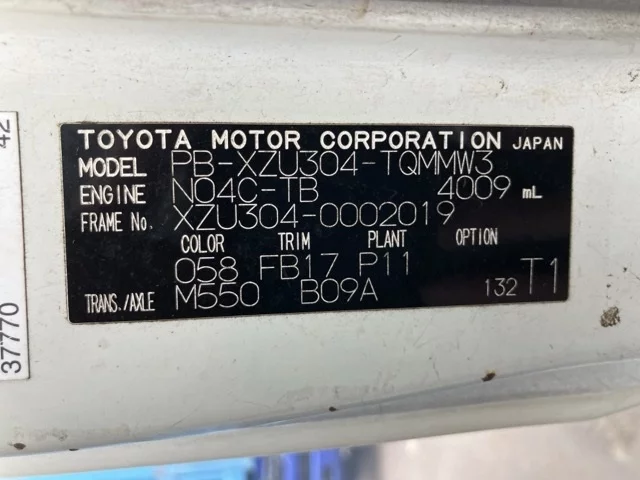 TOYOTA MOTOR CORPORATION JAPAN
MODEL PB-XZU304-TQMMW3
ENGINE N04C-TB 4009 mL
FRAME No. XZU304-0002019
COLOR TRIM PLANT OPTION
058 FB17 P11
TRANS./AXLE M550 B09A 132 T1
37770
42